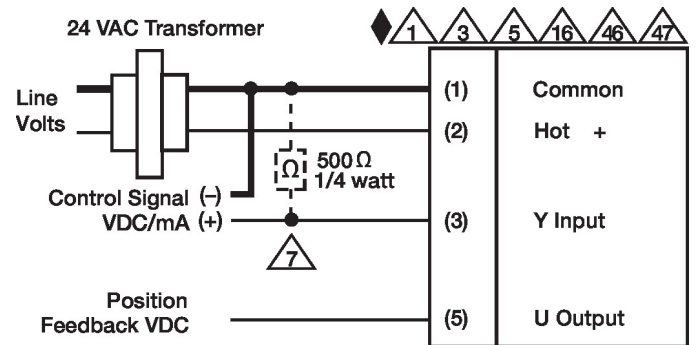 24 VAC Transformer
1 3 5 16 46 47
Line
Volts
(1) Common
(2) Hot +
Ω 500 Ω
1/4 watt
Control Signal (-)
VDC/mA (+)
(3) Y Input
7
Position
Feedback VDC
(5) U Output